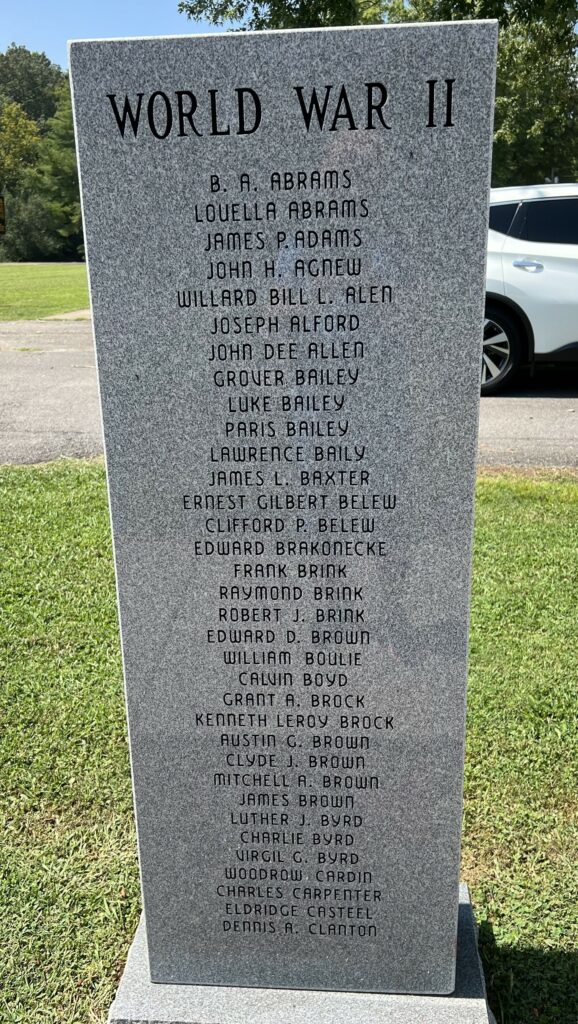 WORLD WAR II
B. A. ABRAMS
LOUELLA ABRAMS
JAMES P. ADAMS
JOHN H. AGNEW
WILLARD BILL L. ALEN
JOSEPH ALFORD
JOHN DEE ALLEN
GROVER BAILEY
LUKE BAILEY
PARIS BAILEY
LAWRENCE BAILY
JAMES L. BAXTER
ERNEST GILBERT BELEW
CLIFFORD P. BELEW
EDWARD BRAKONECKE
FRANK BRINK
RAYMOND BRINK
ROBERT J. BRINK
EDWARD D. BROWN
WILLIAM BOULIE
CALVIN BOYD
GRANT A. BROCK
KENNETH LEROY BROCK
AUSTIN G. BROWN
CLYDE J. BROWN
MITCHELL A. BROWN
JAMES BROWN
LUTHER J. BYRD
CHARLIE BYRD
VIRGIL G. BYRD
WOODROW CARDIN
CHARLES CARPENTER
ELDRIDGE CASTEEL
DENNIS A. CLANTON